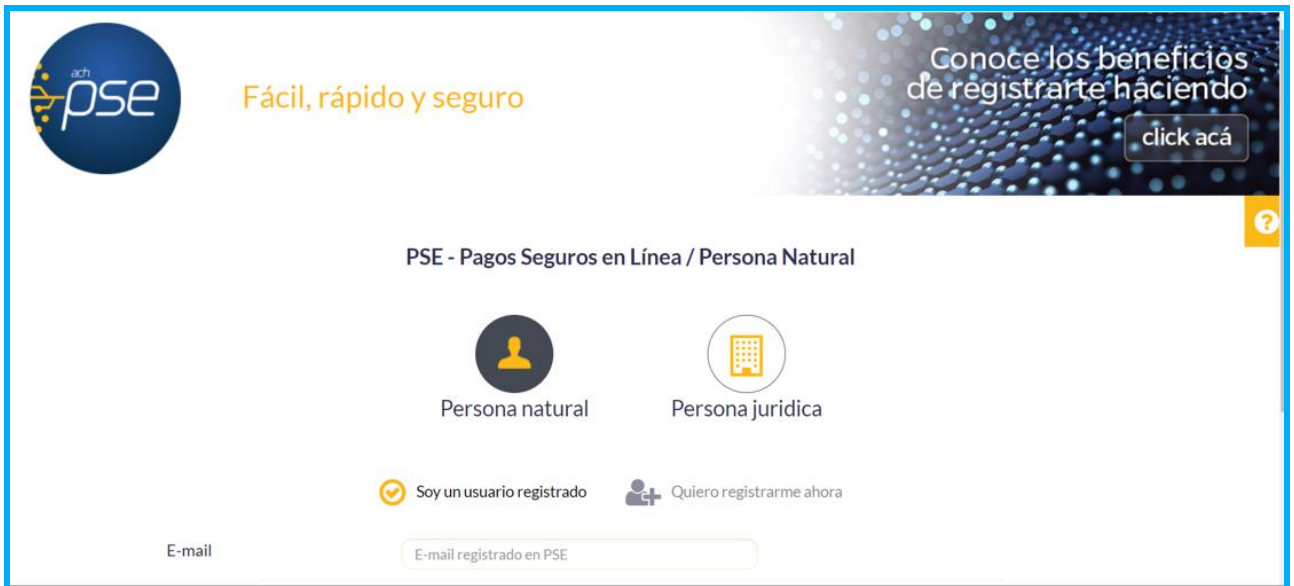 ach
pse
Fácil, rápido y seguro
Conoce los beneficios
de registrarte haciendo
click acá
?
PSE - Pagos Seguros en Línea / Persona Natural
Persona natural
Persona juridica
Soy un usuario registrado
Quiero registrarme ahora
E-mail
E-mail registrado en PSE